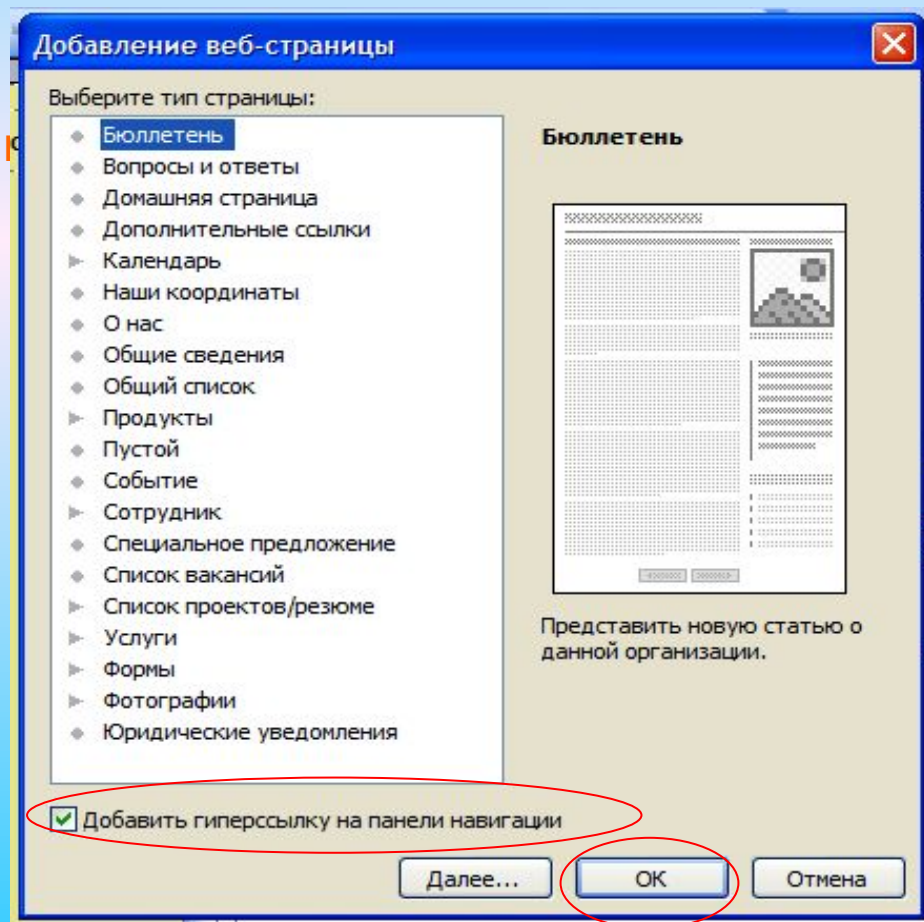 Добавление веб-страницы
Выберите тип страницы:
Бюллетень
Вопросы и ответы
Домашняя страница
Дополнительные ссылки
Календарь
Наши координаты
О нас
Общие сведения
Общий список
Продукты
Пустой
Событие
Сотрудник
Специальное предложение
Список вакансий
Список проектов/резюме
Услуги
Формы
Фотографии
Юридические уведомления
Бюллетень
Представить новую статью о
данной организации.
Добавить гиперссылку на панели навигации
Далее...
ОК
Отмена